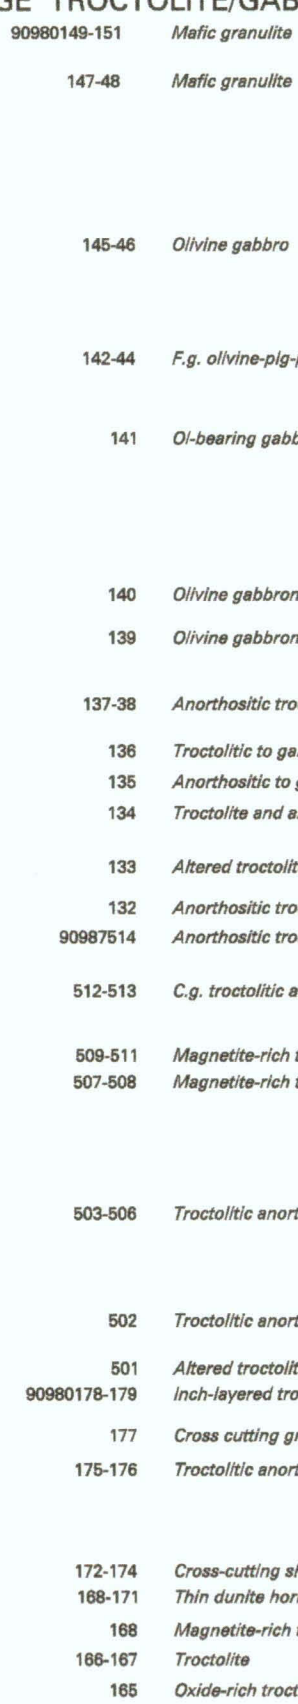 GE TROCTOLITE/GAB
90980149-151 Mafic granulite
147-48 Mafic granulite
145-46 Olivine gabbro
142-44 F.g. olivine-pig-
141 Ol-bearing gabb
140 Olivine gabbron
139 Olivine gabbron
137-38 Anorthositic tro
136 Troctolitic to ga
135 Anorthositic to
134 Troctolite and a
133 Altered troctolit
132 Anorthositic tro
90987514 Anorthositic tro
512-513 C.g. troctolitic a
509-511 Magnetite-rich t
507-508 Magnetite-rich t
503-506 Troctolitic anort
502 Troctolitic anort
501 Altered troctolit
90980178-179 Inch-layered tro
177 Cross cutting gr
175-176 Troctolitic anort
172-174 Cross-cutting sh
168-171 Thin dunite hor
168 Magnetite-rich t
166-167 Troctolite
165 Oxide-rich troct